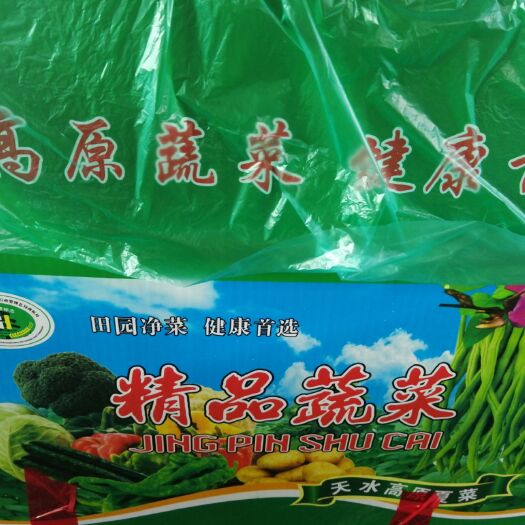 高原蔬菜 健康首
田园净菜 健康首选
精品蔬菜
JING PIN SHU CAI
天水高原夏菜